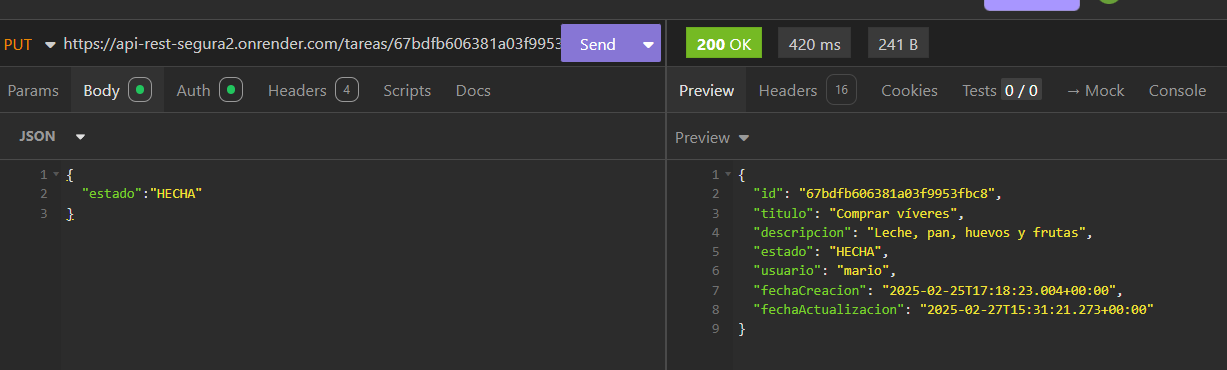 PUT https://api-rest-segura2.onrender.com/tareas/67bdfb606381a03f9953 Send
200 OK 420 ms 241 B
Params Body Auth Headers 4 Scripts Docs
Preview Headers 16 Cookies Tests 0 / 0 → Mock Console
JSON
Preview
1 {
2 "estado":"HECHA"
3 }
1 {
2 "id": "67bdfb606381a03f9953fbc8",
3 "titulo": "Comprar víveres",
4 "descripcion": "Leche, pan, huevos y frutas",
5 "estado": "HECHA",
6 "usuario": "mario",
7 "fechaCreacion": "2025-02-25T17:18:23.004+00:00",
8 "fechaActualizacion": "2025-02-27T15:31:21.273+00:00"
9 }